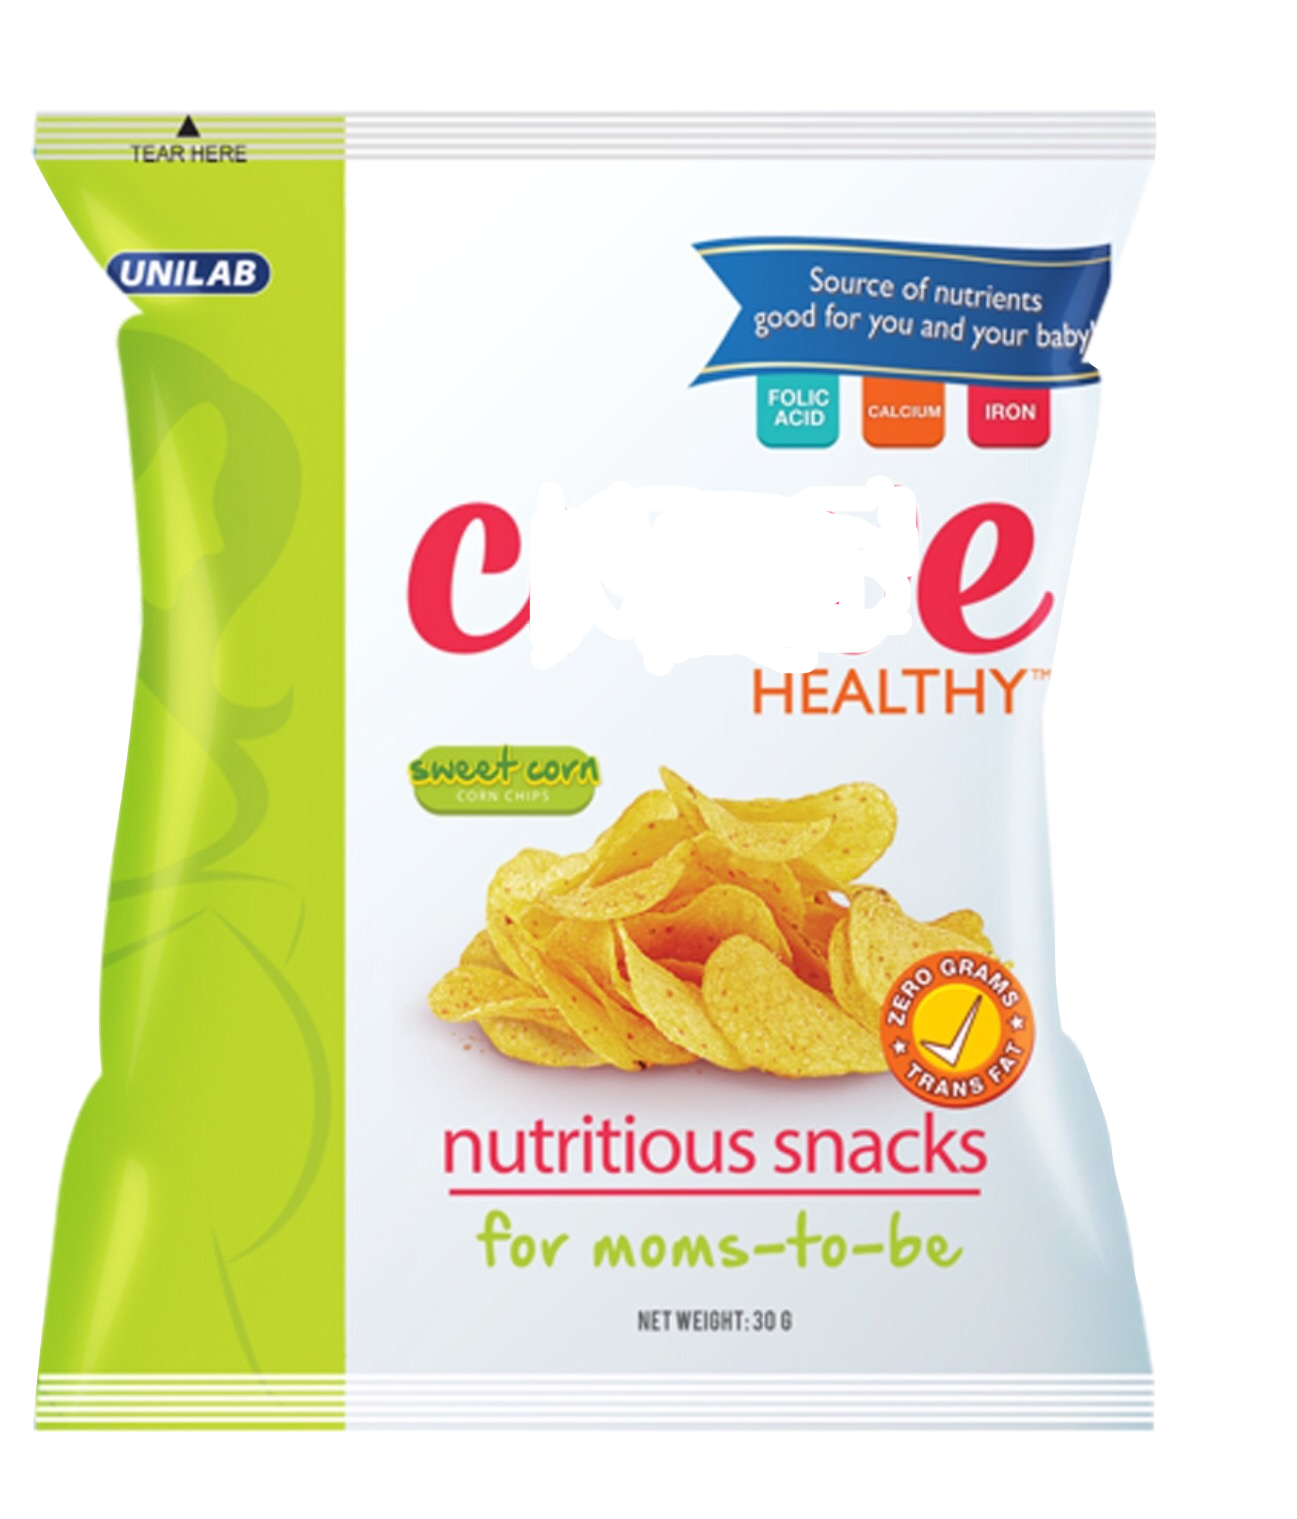 TEAR HERE
UNILAB
Source of nutrients
good for you and your baby!
FOLIC
ACID
CALCIUM
IRON
HEALTHY™
sweet corn
CORN CHIPS
ZERO GRAMS
TRANS FAT
nutritious snacks
for moms-to-be
NET WEIGHT: 30 G